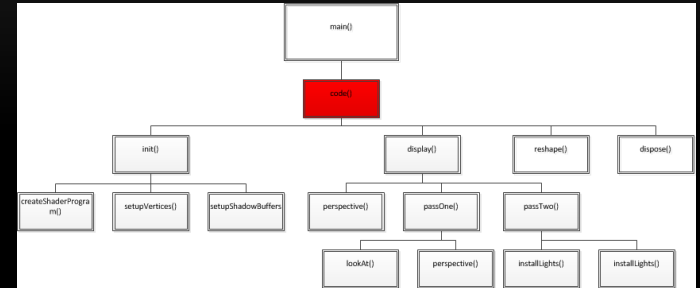 main()
code()
init()
display()
reshape()
dispose()
createShaderProgra
m()
setupVertices()
setupShadowBuffers
perspective()
passOne()
passTwo()
lookAt()
perspective()
installLights()
installLights()